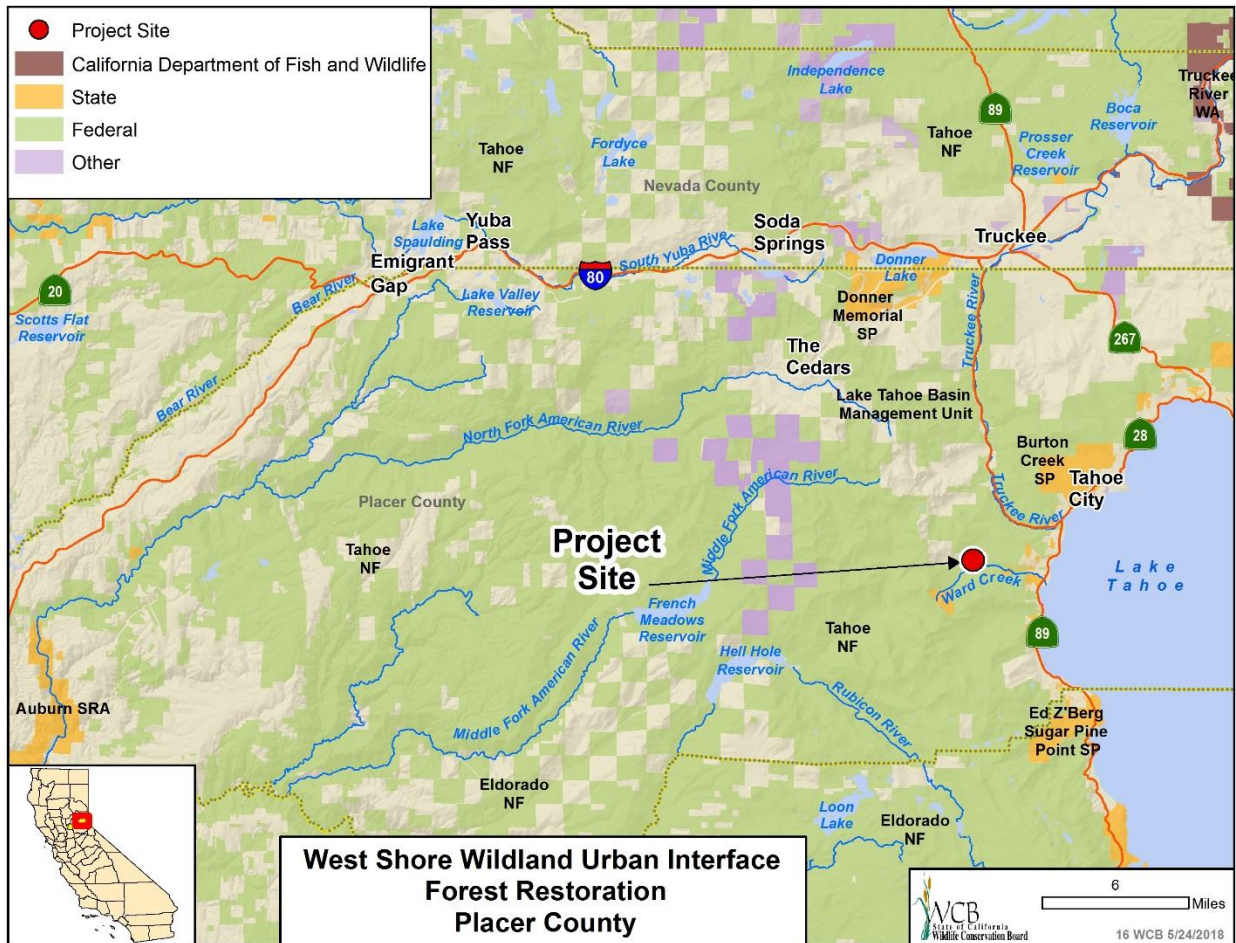 Project Site
California Department of Fish and Wildlife
State
Federal
Other
Independence
Lake
Truckee
River
WA
89
Boca
Reservoir
Tahoe
NF
Fordyce
Lake
Tahoe
NF
Prosser
Creek
Reservoir
Nevada County
Yuba
Pass
Lake
Spaulding
Soda
Springs
Truckee
Emigrant
Gap
South Yuba River
80
Donner
Lake
20
Bear River
Lake Valley
Reservoir
Scotts Flat
Reservoir
Donner
Memorial
SP
Truckee River
267
The
Cedars
Bear River
Lake Tahoe Basin
Management Unit
North Fork American River
28
Burton
Creek
SP
Tahoe
City
Placer County
Middle Fork American River
Truckee River
Tahoe
NF
Project
Site
Lake
Tahoe
Ward Creek
French
Meadows
Reservoir
Tahoe
NF
89
Hell Hole
Reservoir
Middle Fork American River
Rubicon River
Auburn SRA
Ed Z'Berg
Sugar Pine
Point SP
Eldorado
NF
Loon
Lake
Eldorado
NF
West Shore Wildland Urban Interface
Forest Restoration
Placer County
WCB
State of California
Wildlife Conservation Board
6
Miles
16 WCB 5/24/2018